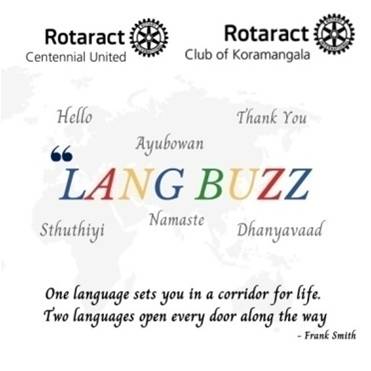 Rotaract
Centennial United
Rotaract
Club of Koramangala
Hello
Thank You
Ayubowan
“LANG BUZZ
Sthuthiyi
Namaste
Dhanyavaad
One language sets you in a corridor for life.
Two languages open every door along the way
- Frank Smith